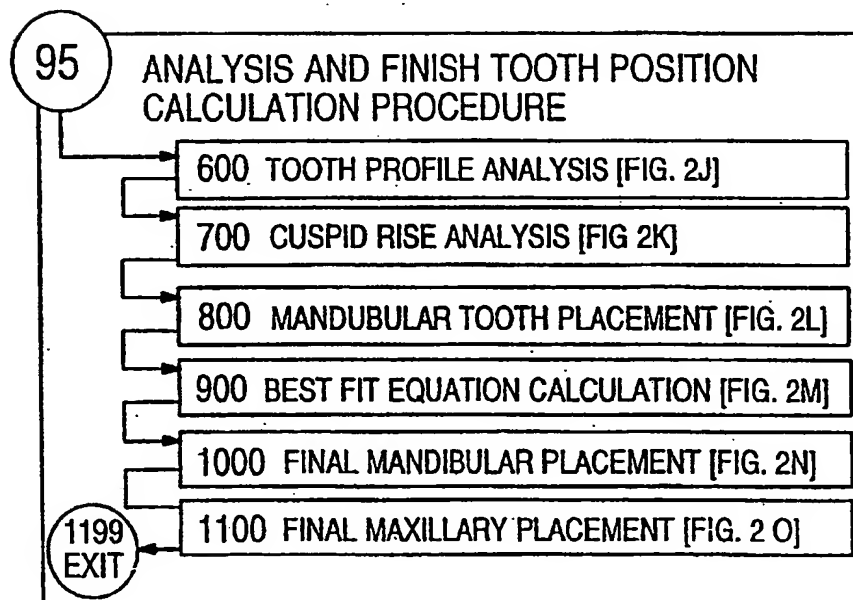 95
ANALYSIS AND FINISH TOOTH POSITION
CALCULATION PROCEDURE
600 TOOTH PROFILE ANALYSIS [FIG. 2J]
700 CUSPID RISE ANALYSIS [FIG 2K]
800 MANDUBULAR TOOTH PLACEMENT [FIG. 2L]
900 BEST FIT EQUATION CALCULATION [FIG. 2M]
1000 FINAL MANDIBULAR PLACEMENT [FIG. 2N]
1100 FINAL MAXILLARY PLACEMENT [FIG. 2 O]
1199
EXIT